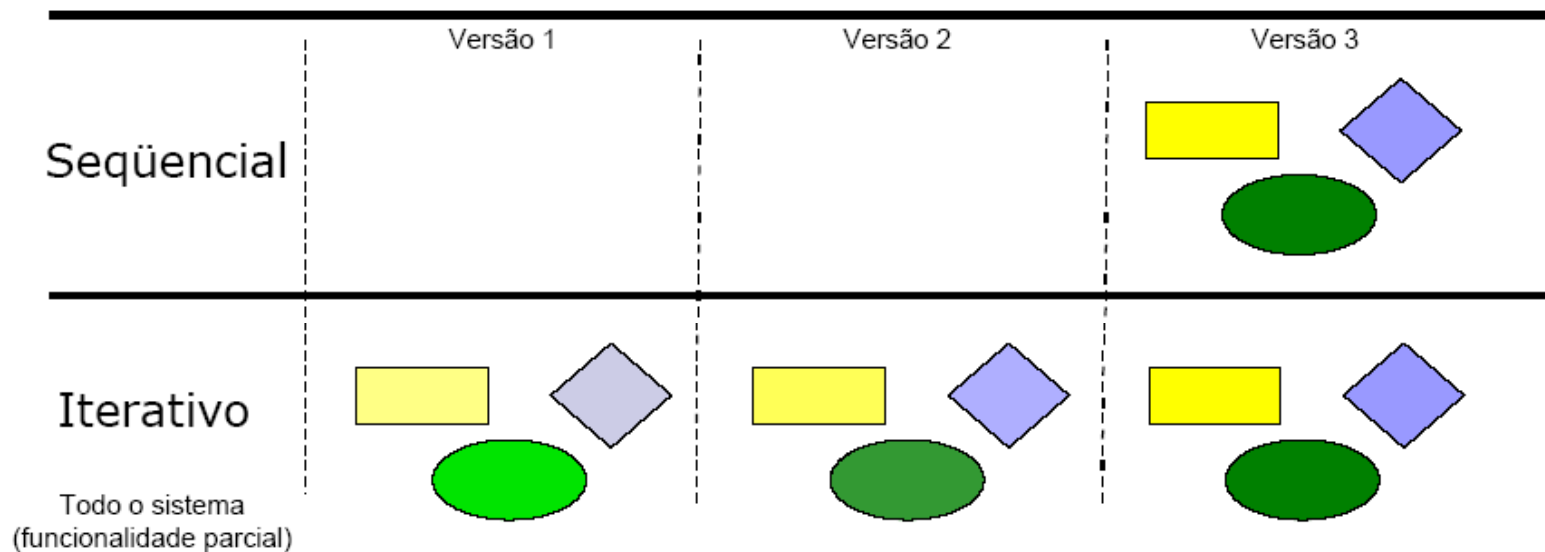 Versão 1
Versão 2
Versão 3
Seqüencial
Iterativo
Todo o sistema
(funcionalidade parcial)